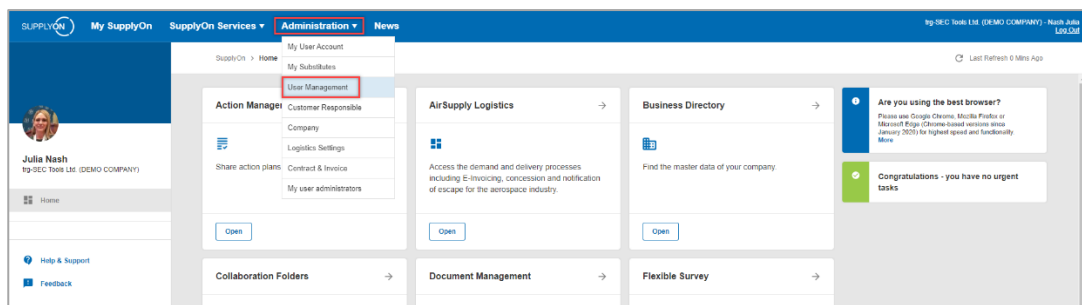 SUPPLYON My SupplyOn SupplyOn Services ▾ Administration ▾ News
trg-SEC Tools Ltd. (DEMO COMPANY) - Nash Julia
Log Out
SupplyOn > Home
Last Refresh 0 Mins Ago
My User Account
My Substitutes
User Management
Customer Responsible
Company
Logistics Settings
Contract & Invoice
My user administrators
Julia Nash
trg-SEC Tools Ltd. (DEMO COMPANY)
Home
Help & Support
Feedback
Action Manage
Share action plans
Open
AirSupply Logistics
Access the demand and delivery processes
including E-Invoicing, concession and notification
of escape for the aerospace industry.
Open
Business Directory
Find the master data of your company.
Open
Are you using the best browser?
Please use Google Chrome, Mozilla Firefox or
Microsoft Edge (Chrome-based versions since
January 2020) for highest speed and functionality.
More
Congratulations - you have no urgent
tasks
Collaboration Folders
Document Management
Flexible Survey